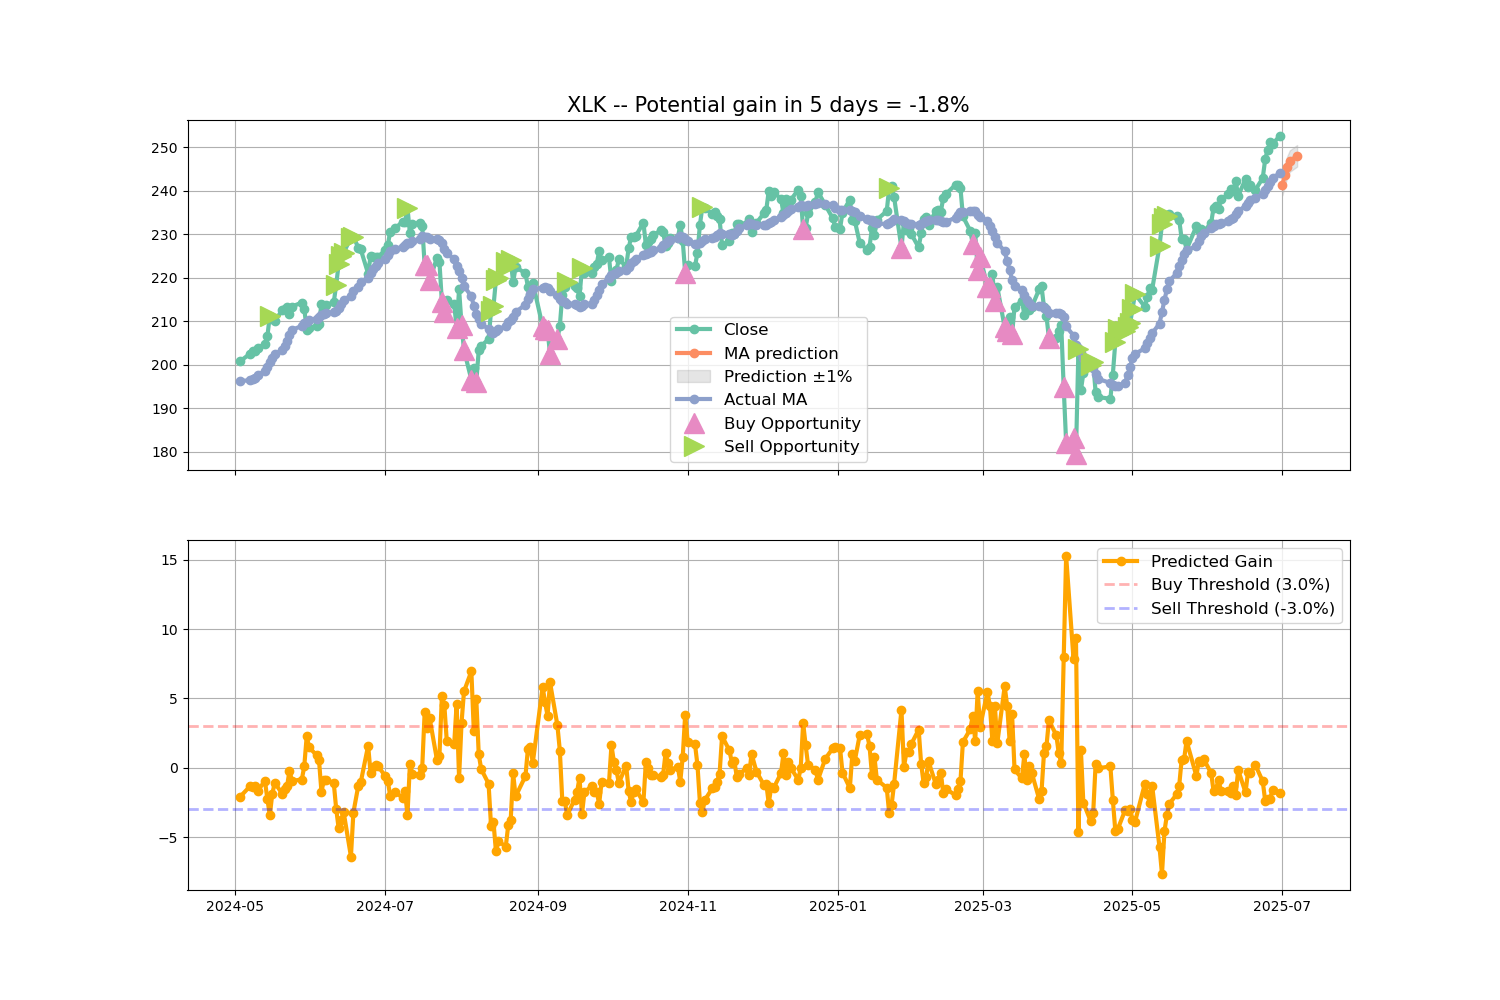 XLK -- Potential gain in 5 days = -1.8%
250
240
230
220
210
200
190
180
Close
MA prediction
Prediction ±1%
Actual MA
Buy Opportunity
Sell Opportunity
15
10
5
0
−5
Predicted Gain
Buy Threshold (3.0%)
Sell Threshold (-3.0%)
2024-05 2024-07 2024-09 2024-11 2025-01 2025-03 2025-05 2025-07